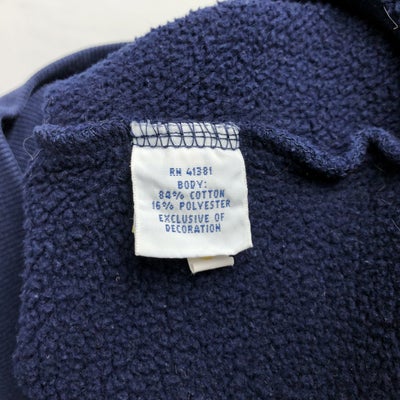 RN 41381
BODY:
84% COTTON
16% POLYESTER
EXCLUSIVE OF
DECORATION